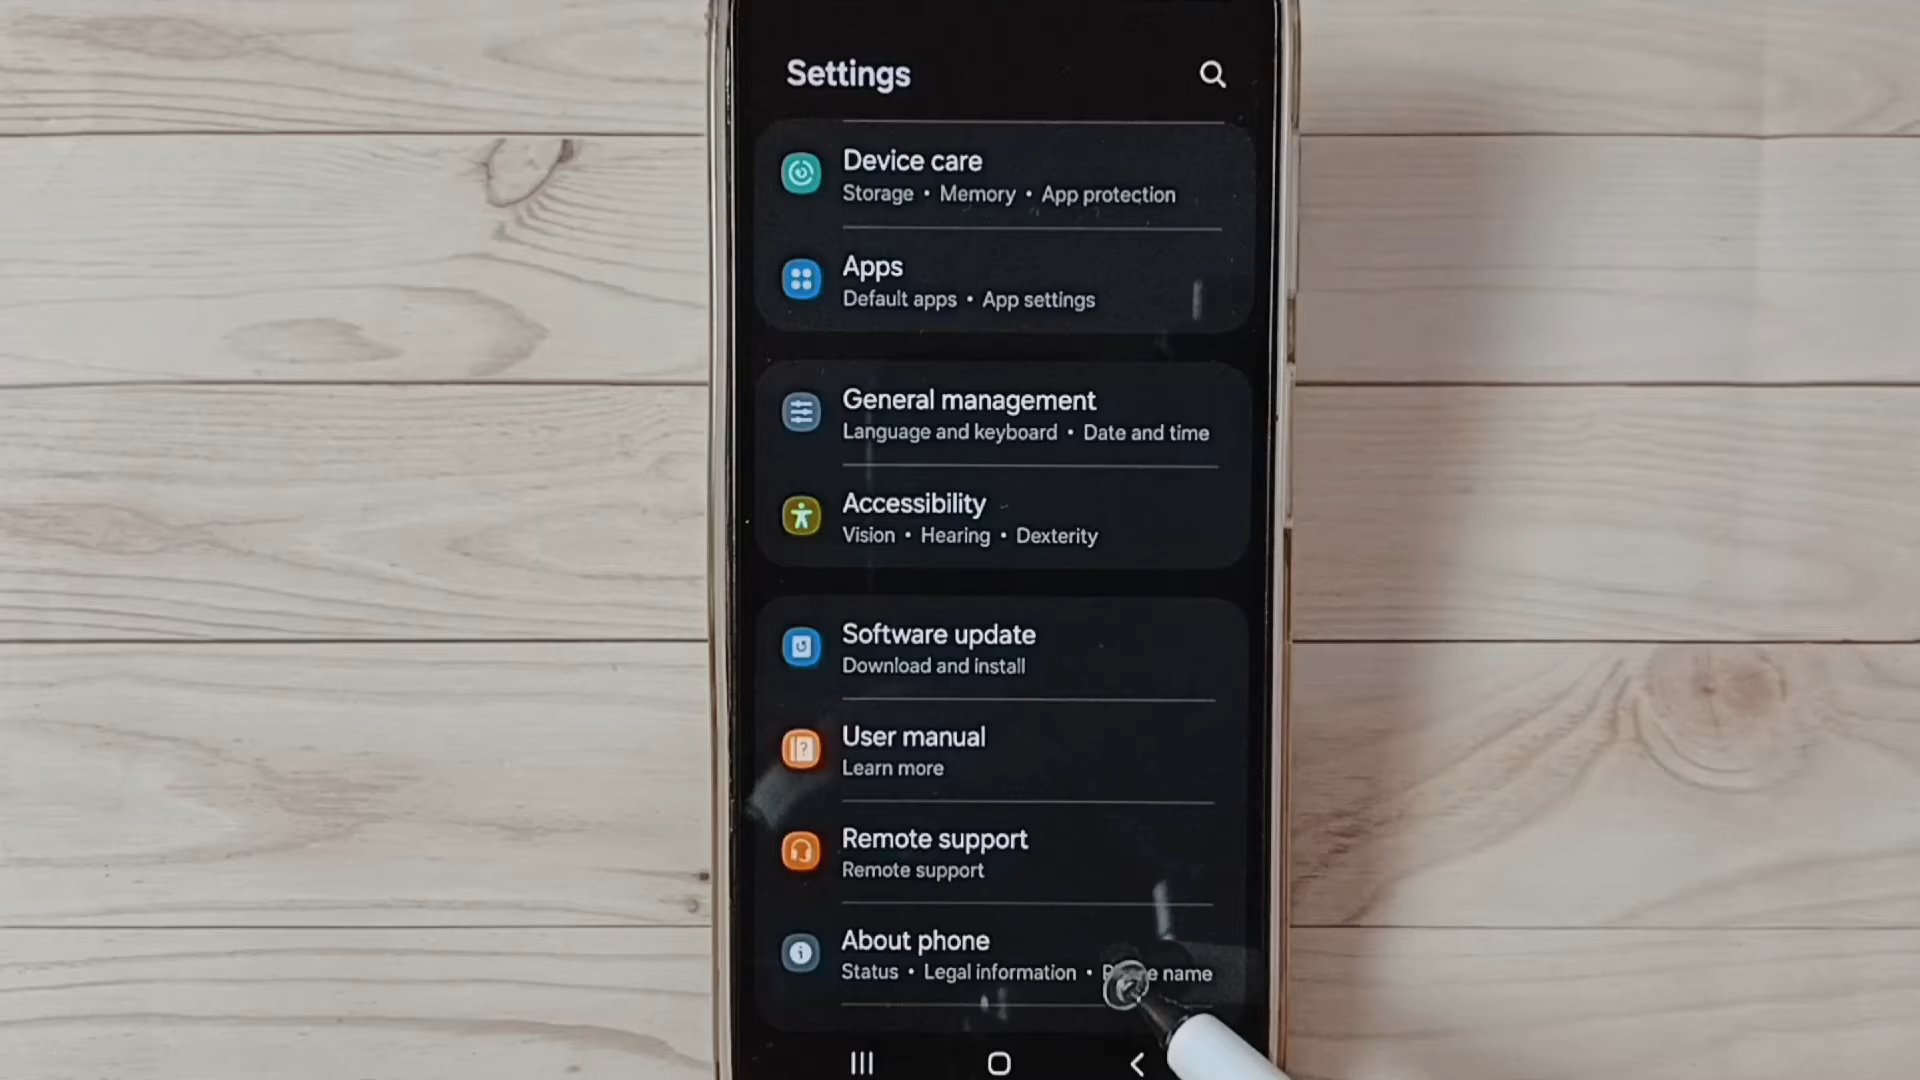 Settings
Device care
Storage • Memory • App protection
Apps
Default apps • App settings
General management
Language and keyboard • Date and time
Accessibility
Vision • Hearing • Dexterity
Software update
Download and install
User manual
Learn more
Remote support
Remote support
About phone
Status • Legal information • Phone name